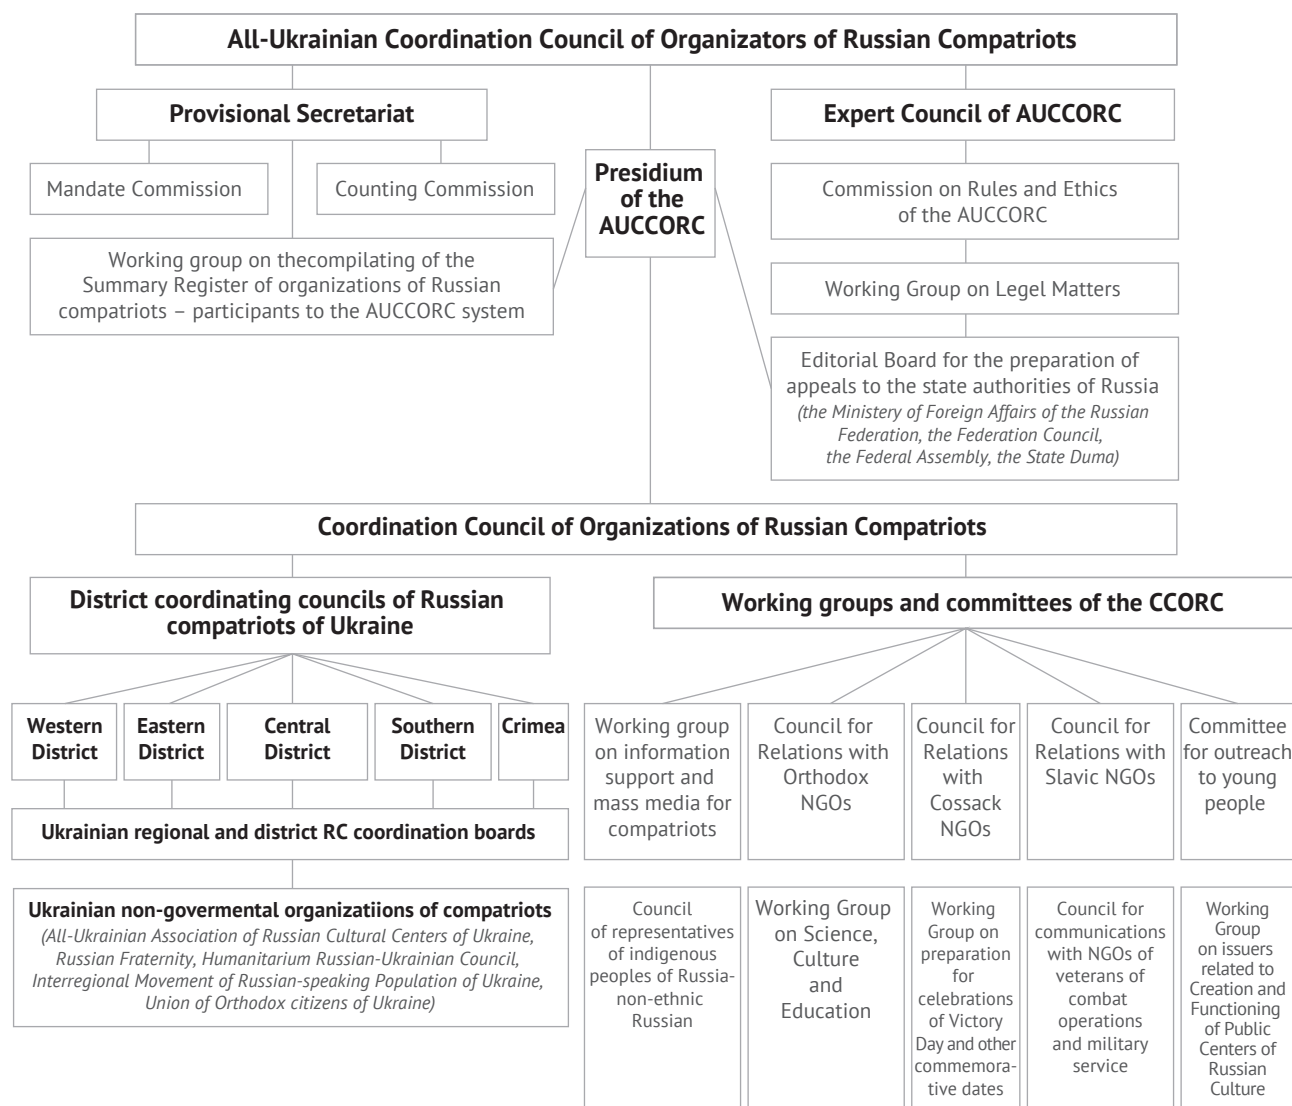 All-Ukrainian Coordination Council of Organizators of Russian Compatriots
Provisional Secretariat
Expert Council of AUCCORC
Mandate Commission
Counting Commission
Presidium
of the
AUCCORC
Commission on Rules and Ethics
of the AUCCORC
Working group on thecompilating of the
Summary Register of organizations of Russian
compatriots – participants to the AUCCORC system
Working Group on Legel Matters
Editorial Board for the preparation of
appeals to the state authorities of Russia
(the Ministry of Foreign Affairs of the Russian
Federation, the Federation Council,
the Federal Assembly, the State Duma)
Coordination Council of Organizations of Russian Compatriots
District coordinating councils of Russian
compatriots of Ukraine
Working groups and committees of the CCORC
Western
District
Eastern
District
Central
District
Southern
District
Crimea
Ukrainian regional and district RC coordination boards
Ukrainian non-govermental organizatiions of compatriots
(All-Ukrainian Association of Russian Cultural Centers of Ukraine,
Russian Fraternity, Humanitarium Russian-Ukrainian Council,
Interregional Movement of Russian-speaking Population of Ukraine,
Union of Orthodox citizens of Ukraine)
Working group
on information
support and
mass media for
compatriots
Council for
Relations with
Orthodox
NGOs
Council for
Relations
with
Cossack
NGOs
Council for
Relations with
Slavic NGOs
Committee
for outreach
to young
people
Council
of representatives
of indigenous
peoples of Russia-
non-ethnic
Russian
Working Group
on Science,
Culture
and
Education
Working
Group on
preparation
for
celebrations
of Victory
Day and other
commemora-
tive dates
Council for
communications
with NGOs of
veterans of
combat
operations
and military
service
Working
Group
on issuers
related to
Creation and
Functioning
of Public
Centers of
Russian
Culture